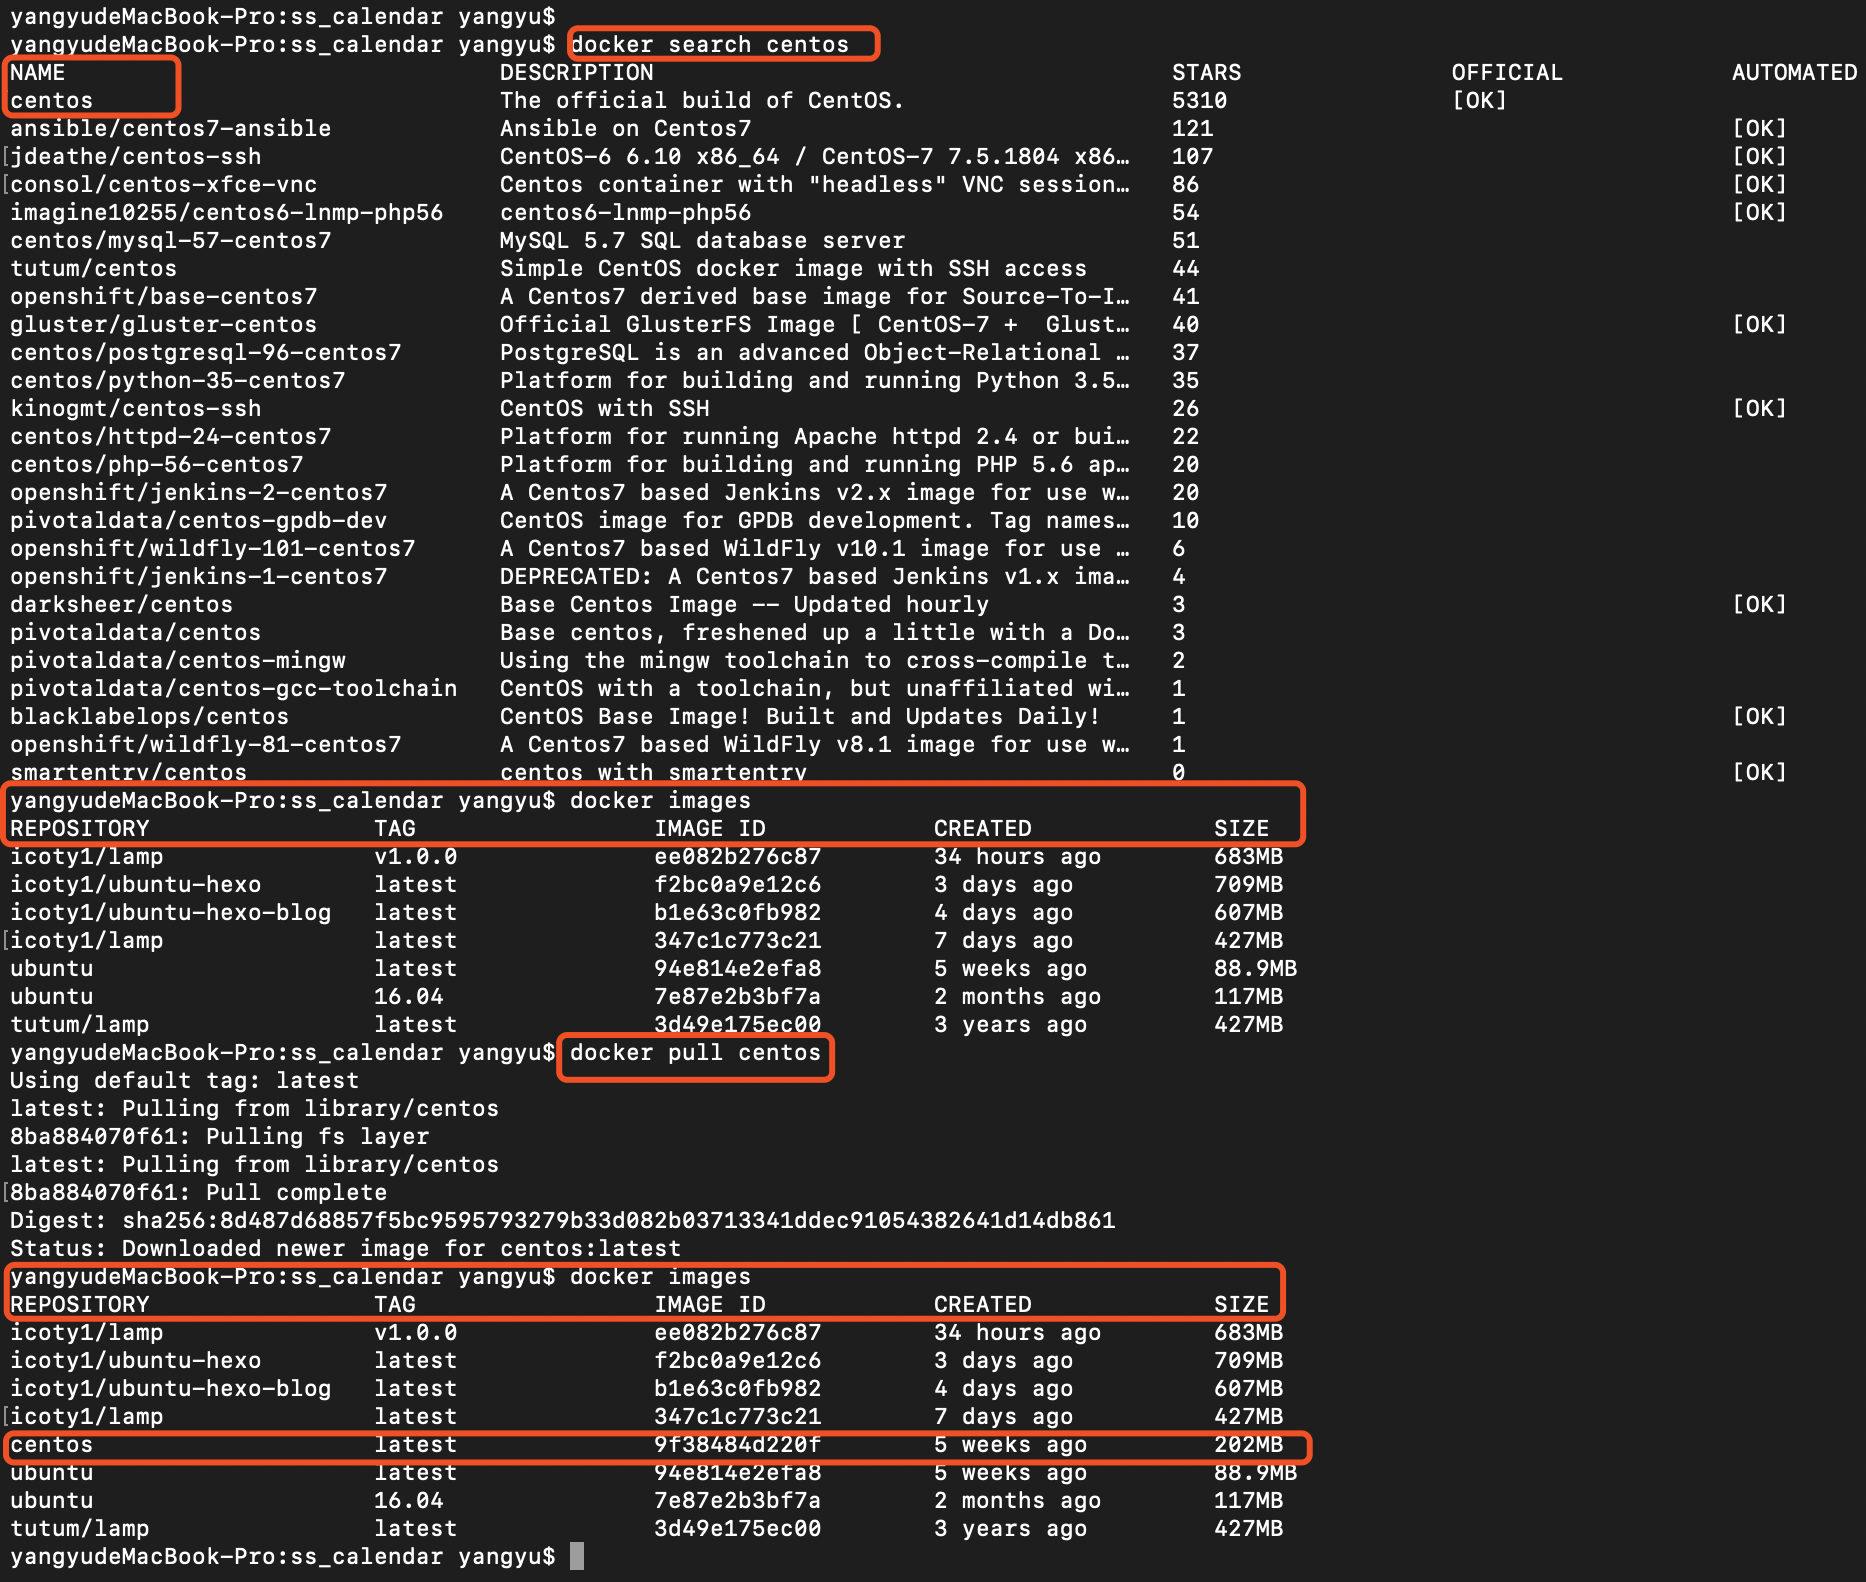 yangyudeMacBook-Pro:ss_calendar yangyu$
yangyudeMacBook-Pro:ss_calendar yangyu$ docker search centos
NAME DESCRIPTION STARS OFFICIAL AUTOMATED
centos The official build of CentOS. 5310 [OK]
ansible/centos7-ansible Ansible on Centos7 121 [OK]
[jdeathe/centos-ssh CentOS-6 6.10 x86_64 / CentOS-7 7.5.1804 x86… 107 [OK]
[consol/centos-xfce-vnc Centos container with "headless" VNC session… 86 [OK]
imagine10255/centos6-lnmp-php56 centos6-lnmp-php56 54 [OK]
centos/mysql-57-centos7 MySQL 5.7 SQL database server 51
tutum/centos Simple CentOS docker image with SSH access 44
openshift/base-centos7 A Centos7 derived base image for Source-To-I… 41
gluster/gluster-centos Official GlusterFS Image [ CentOS-7 +  Glust… 40 [OK]
centos/postgresql-96-centos7 PostgreSQL is an advanced Object-Relational … 37
centos/python-35-centos7 Platform for building and running Python 3.5… 35
kinogmt/centos-ssh CentOS with SSH 26 [OK]
centos/httpd-24-centos7 Platform for running Apache httpd 2.4 or bui… 22
centos/php-56-centos7 Platform for building and running PHP 5.6 ap… 20
openshift/jenkins-2-centos7 A Centos7 based Jenkins v2.x image for use w… 20
pivotaldata/centos-gpdb-dev CentOS image for GPDB development. Tag names… 10
openshift/wildfly-101-centos7 A Centos7 based WildFly v10.1 image for use … 6
openshift/jenkins-1-centos7 DEPRECATED: A Centos7 based Jenkins v1.x ima… 4
darksheer/centos Base Centos Image -- Updated hourly 3 [OK]
pivotaldata/centos Base centos, freshened up a little with a Do… 3
pivotaldata/centos-mingw Using the mingw toolchain to cross-compile t… 2
pivotaldata/centos-gcc-toolchain CentOS with a toolchain, but unaffiliated wi… 1
blacklabelops/centos CentOS Base Image! Built and Updates Daily! 1 [OK]
openshift/wildfly-81-centos7 A Centos7 based WildFly v8.1 image for use w… 1
smartentry/centos centos with smartentry 0 [OK]
yangyudeMacBook-Pro:ss_calendar yangyu$ docker images
REPOSITORY TAG IMAGE ID CREATED SIZE
icoty1/lamp v1.0.0 ee082b276c87 34 hours ago 683MB
icoty1/ubuntu-hexo latest f2bc0a9e12c6 3 days ago 709MB
icoty1/ubuntu-hexo-blog latest b1e63c0fb982 4 days ago 607MB
[icoty1/lamp latest 347c1c773c21 7 days ago 427MB
ubuntu latest 94e814e2efa8 5 weeks ago 88.9MB
ubuntu 16.04 7e87e2b3bf7a 2 months ago 117MB
tutum/lamp latest 3d49e175ec00 3 years ago 427MB
yangyudeMacBook-Pro:ss_calendar yangyu$ docker pull centos
Using default tag: latest
latest: Pulling from library/centos
8ba884070f61: Pulling fs layer
latest: Pulling from library/centos
[8ba884070f61: Pull complete
Digest: sha256:8d487d68857f5bc9595793279b33d082b03713341ddec91054382641d14db861
Status: Downloaded newer image for centos:latest
yangyudeMacBook-Pro:ss_calendar yangyu$ docker images
REPOSITORY TAG IMAGE ID CREATED SIZE
icoty1/lamp v1.0.0 ee082b276c87 34 hours ago 683MB
icoty1/ubuntu-hexo latest f2bc0a9e12c6 3 days ago 709MB
icoty1/ubuntu-hexo-blog latest b1e63c0fb982 4 days ago 607MB
[icoty1/lamp latest 347c1c773c21 7 days ago 427MB
centos latest 9f38484d220f 5 weeks ago 202MB
ubuntu latest 94e814e2efa8 5 weeks ago 88.9MB
ubuntu 16.04 7e87e2b3bf7a 2 months ago 117MB
tutum/lamp latest 3d49e175ec00 3 years ago 427MB
yangyudeMacBook-Pro:ss_calendar yangyu$